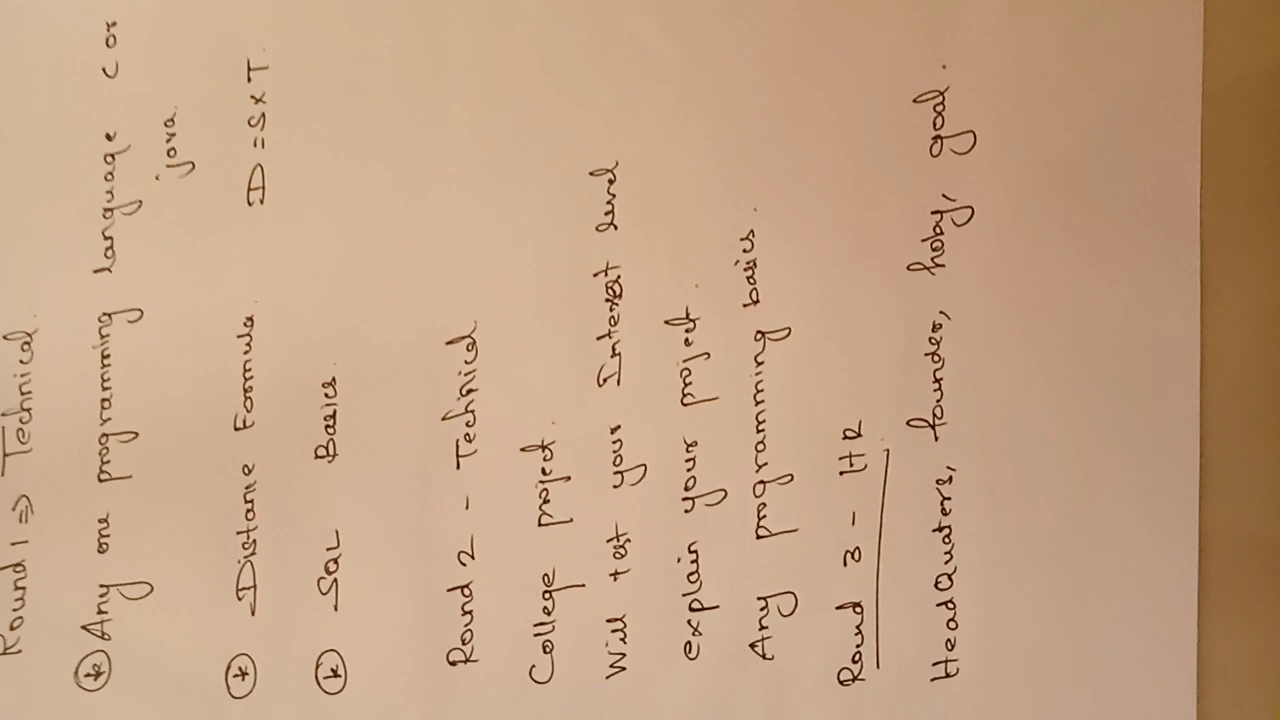 Round 1 ⇒ Technical.
* Any one programming language C or
java.
* Distance Formula. D = S x T.
* SQL Basics.
Round 2 - Technical
College project.
Will test your Interest level
explain your project.
Any programming basics.
Round 3 - HR
HeadQuaters, founder, hoby, goal.